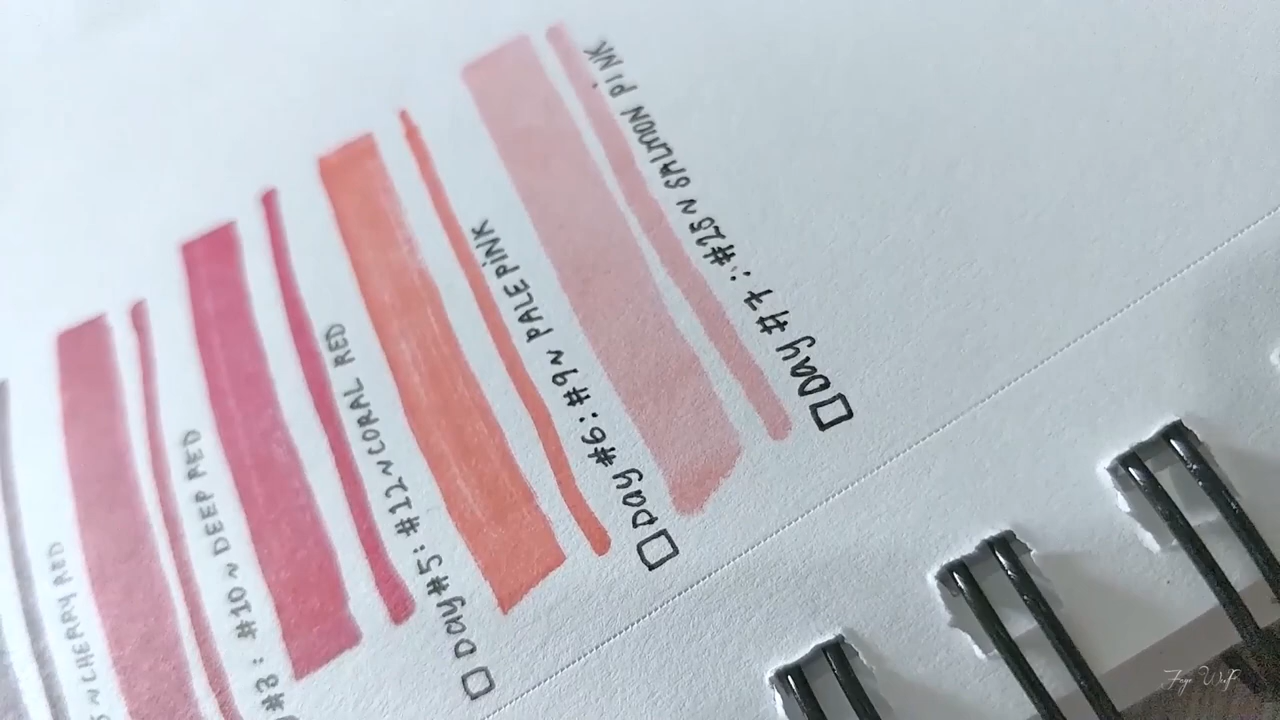 ~ CHERRY RED
#3: #10 ~ DEEP RED
Day #5: #11 ~ CORAL RED
Day #6: #9 ~ PALE PINK
Day #7: #25 ~ SALMON PINK